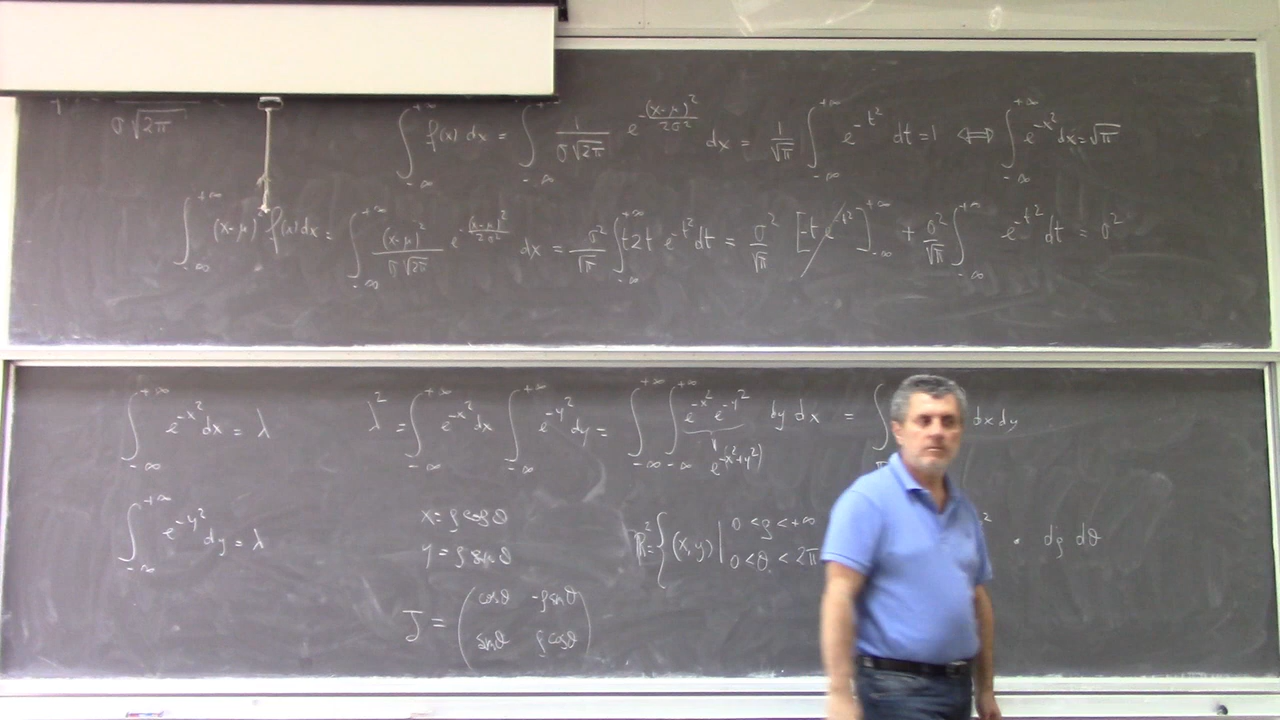 σ√2π
∫_{-∞}^{+∞} f(x) dx = ∫_{-∞}^{+∞} 1/(σ√2π) e^{-(x-μ)²/2σ²} dx = 1/√π ∫_{-∞}^{+∞} e^{-t²} dt = 1 ⟺ ∫_{-∞}^{+∞} e^{-x²} dx = √π
∫_{-∞}^{+∞} (x-μ)² f(x) dx = ∫_{-∞}^{+∞} (x-μ)²/(σ√2π) e^{-(x-μ)²/2σ²} dx = σ²/√π ∫_{-∞}^{+∞} t2t e^{-t²} dt = σ²/√π [-t e^{-t²}]_{-∞}^{+∞} + σ²/√π ∫_{-∞}^{+∞} e^{-t²} dt = σ²
∫_{-∞}^{+∞} e^{-x²} dx = λ
λ² = ∫_{-∞}^{+∞} e^{-x²} dx ∫_{-∞}^{+∞} e^{-y²} dy = ∫_{-∞}^{+∞} ∫_{-∞}^{+∞} e^{-x²} e^{-y²} dy dx = ∫ dx dy
e^{-(x²+y²)}
∫_{-∞}^{+∞} e^{-y²} dy = λ
x = ρ cos θ
y = ρ sin θ
R² = {(x,y) | 0 < ρ < +∞
0 < θ < 2π
² · dρ dθ
J = ( cos θ  -ρ sin θ
sin θ  ρ cos θ )